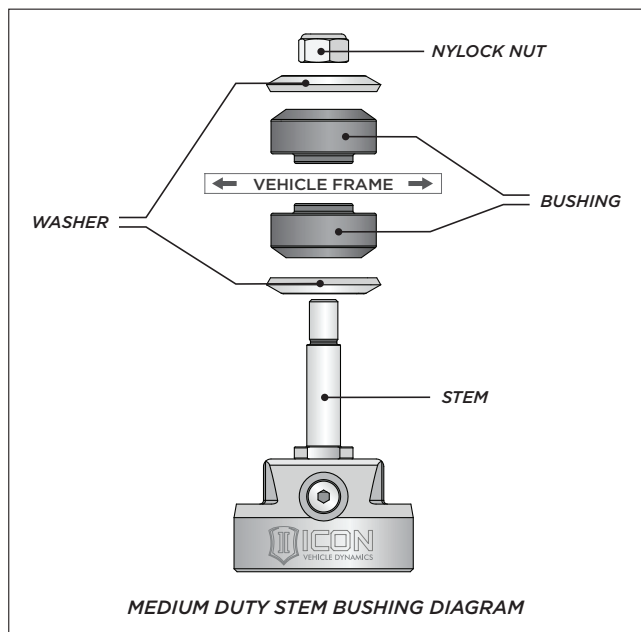 NYLOCK NUT
VEHICLE FRAME
WASHER
BUSHING
STEM
ICON
VEHICLE DYNAMICS
MEDIUM DUTY STEM BUSHING DIAGRAM